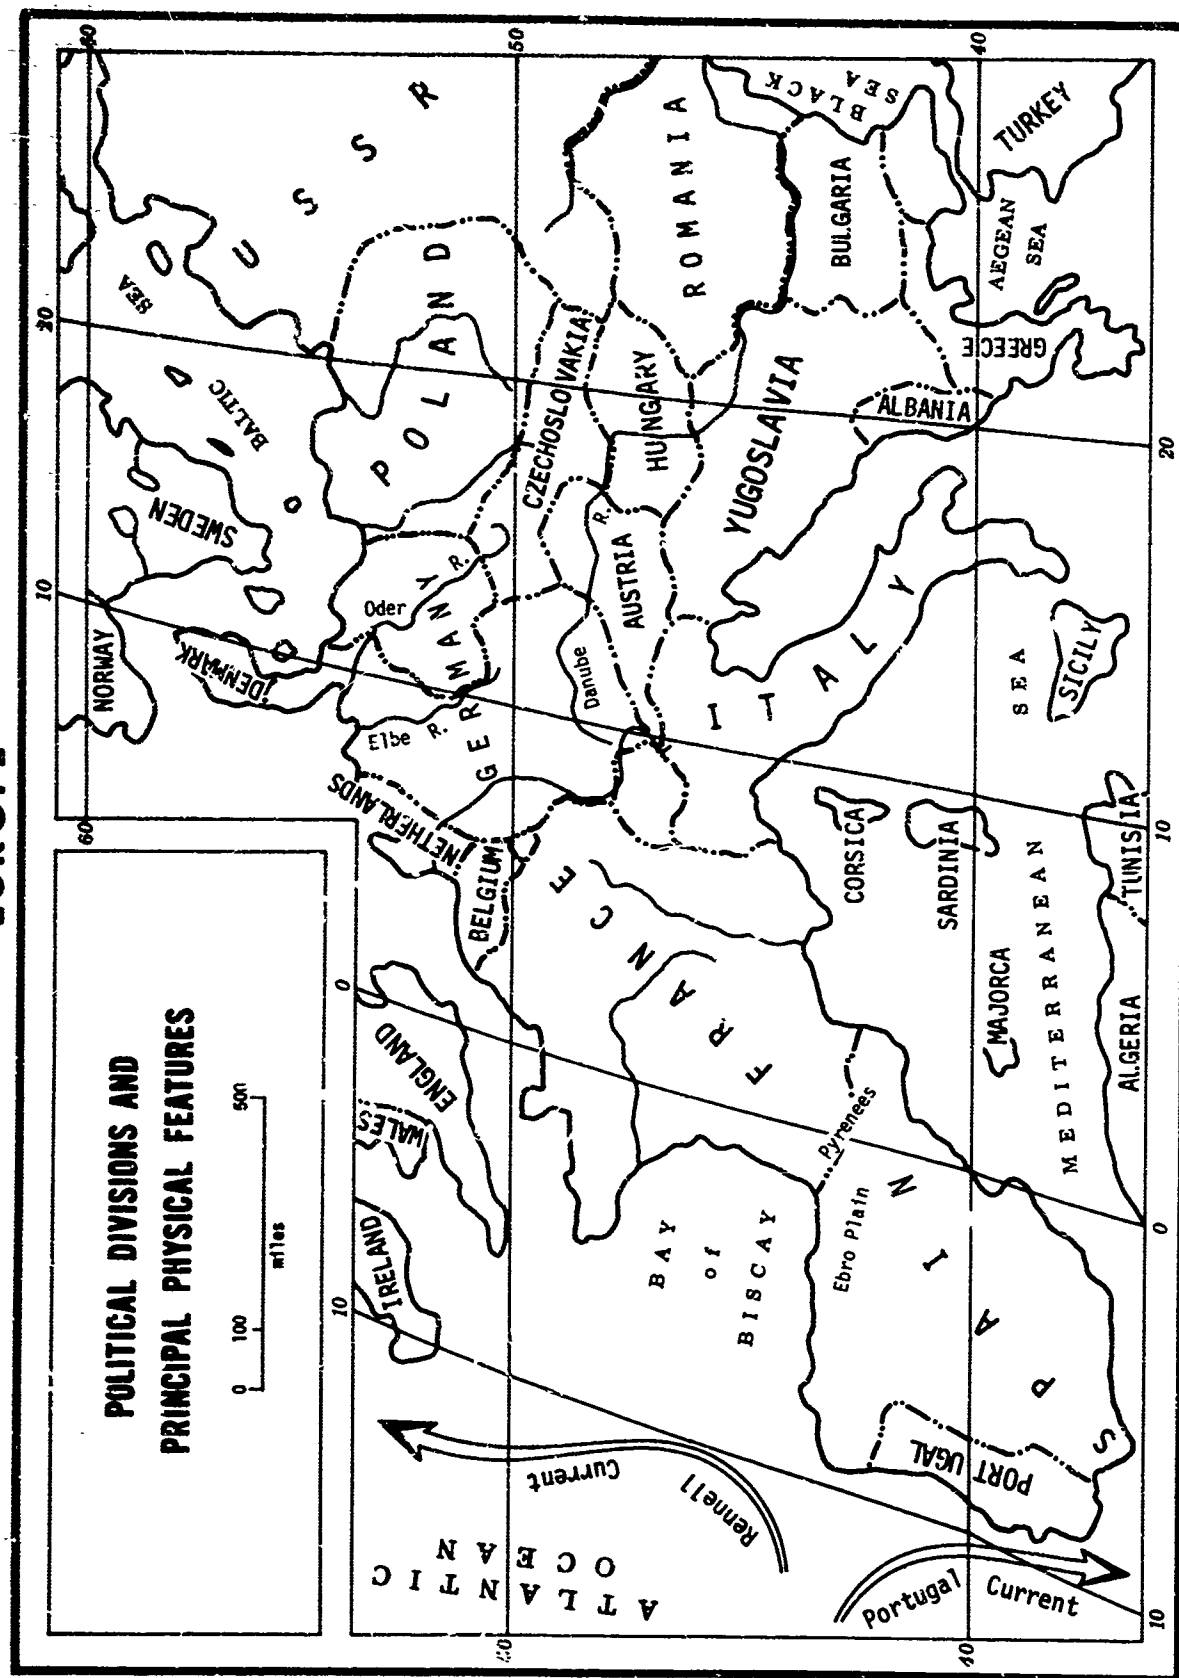 POLITICAL DIVISIONS AND
PRINCIPAL PHYSICAL FEATURES
0 100 500
miles
60
10
20
NORWAY
SWEDEN
DENMARK
BALTIC
SEA
U S S R
IRELAND
WALES
ENGLAND
NETHERLANDS
BELGIUM
GERMANY
Elbe R.
Oder R.
POLAND
10
0
50
ATLANTIC
OCEAN
Rennell Current
BAY
of
BISCAY
FRANCE
CZECHOSLOVAKIA
Danube R.
AUSTRIA
HUNGARY
ROMANIA
YUGOSLAVIA
BULGARIA
BLACK
SEA
ITALY
ALBANIA
GREECE
AEGEAN
SEA
TURKEY
Pyrenees
Ebro Plain
SPAIN
PORTUGAL
Portugal Current
CORSICA
SARDINIA
MAJORCA
MEDITERRANEAN
SEA
SICILY
ALGERIA
TUNISIA
40
40
10
0
10
20